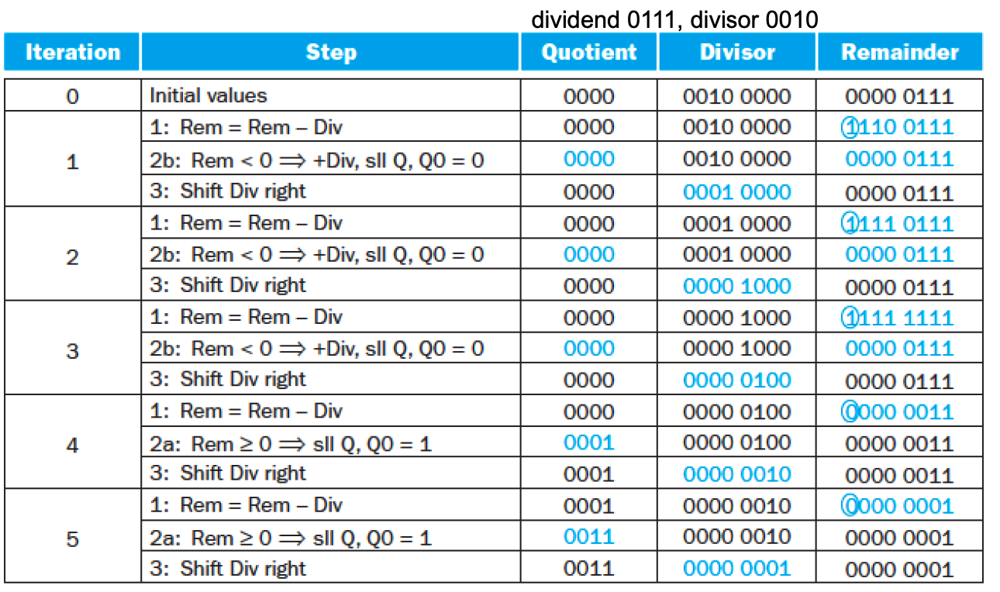 dividend 0111, divisor 0010
Iteration Step Quotient Divisor Remainder
0 Initial values 0000 0010 0000 0000 0111
1: Rem = Rem – Div 0000 0010 0000 1110 0111
1 2b: Rem < 0 ⟹ +Div, sll Q, Q0 = 0 0000 0010 0000 0000 0111
3: Shift Div right 0000 0001 0000 0000 0111
1: Rem = Rem – Div 0000 0001 0000 1111 0111
2 2b: Rem < 0 ⟹ +Div, sll Q, Q0 = 0 0000 0001 0000 0000 0111
3: Shift Div right 0000 0000 1000 0000 0111
1: Rem = Rem – Div 0000 0000 1000 1111 1111
3 2b: Rem < 0 ⟹ +Div, sll Q, Q0 = 0 0000 0000 1000 0000 0111
3: Shift Div right 0000 0000 0100 0000 0111
1: Rem = Rem – Div 0000 0000 0100 0000 0011
4 2a: Rem ≥ 0 ⟹ sll Q, Q0 = 1 0001 0000 0100 0000 0011
3: Shift Div right 0001 0000 0010 0000 0011
1: Rem = Rem – Div 0001 0000 0010 0000 0001
5 2a: Rem ≥ 0 ⟹ sll Q, Q0 = 1 0011 0000 0010 0000 0001
3: Shift Div right 0011 0000 0001 0000 0001